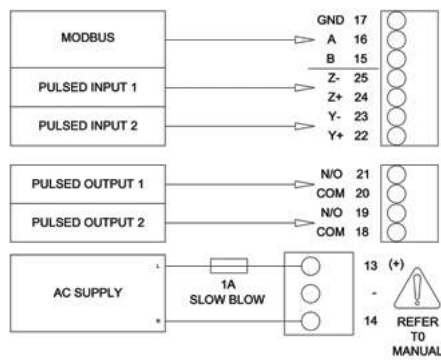 GND 17
MODBUS
A 16
B 15
PULSED INPUT 1
Z- 25
Z+ 24
PULSED INPUT 2
Y- 23
Y+ 22
PULSED OUTPUT 1
N/O 21
COM 20
PULSED OUTPUT 2
N/O 19
COM 18
L
13 (+)
1A
SLOW BLOW
AC SUPPLY
-
14
REFER
TO
MANUAL